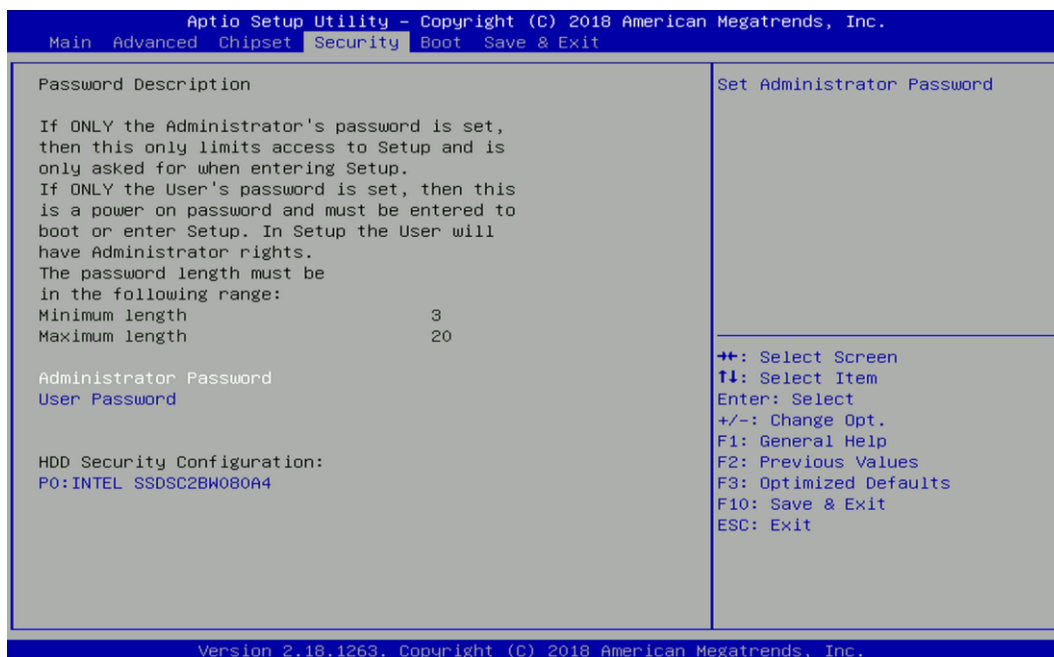 Aptio Setup Utility – Copyright (C) 2018 American Megatrends, Inc.
Main Advanced Chipset Security Boot Save & Exit
Password Description
If ONLY the Administrator's password is set,
then this only limits access to Setup and is
only asked for when entering Setup.
If ONLY the User's password is set, then this
is a power on password and must be entered to
boot or enter Setup. In Setup the User will
have Administrator rights.
The password length must be
in the following range:
Minimum length 3
Maximum length 20
Administrator Password
User Password
HDD Security Configuration:
P0:INTEL SSDSC2BW080A4
Set Administrator Password
→←: Select Screen
↑↓: Select Item
Enter: Select
+/-: Change Opt.
F1: General Help
F2: Previous Values
F3: Optimized Defaults
F10: Save & Exit
ESC: Exit
Version 2.18.1263. Copyright (C) 2018 American Megatrends, Inc.